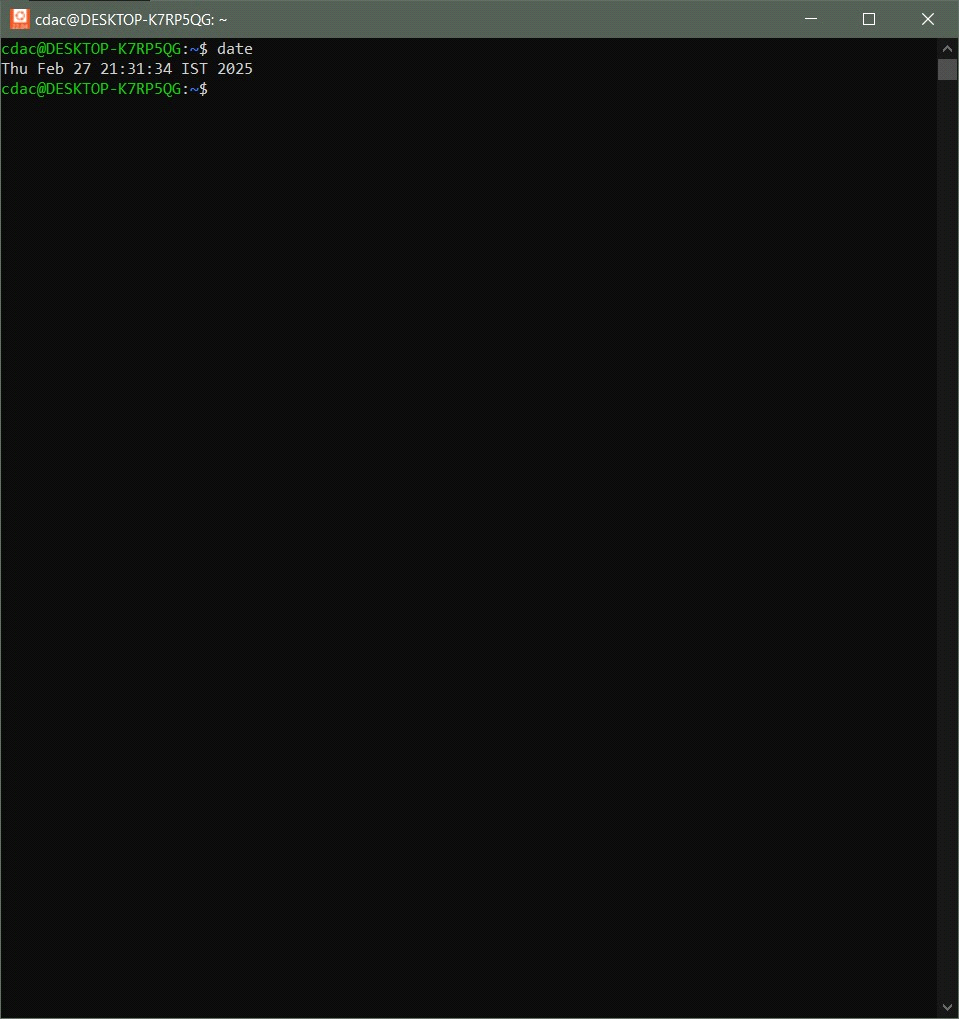 cdac@DESKTOP-K7RP5QG: ~
cdac@DESKTOP-K7RP5QG:~$ date
Thu Feb 27 21:31:34 IST 2025
cdac@DESKTOP-K7RP5QG:~$